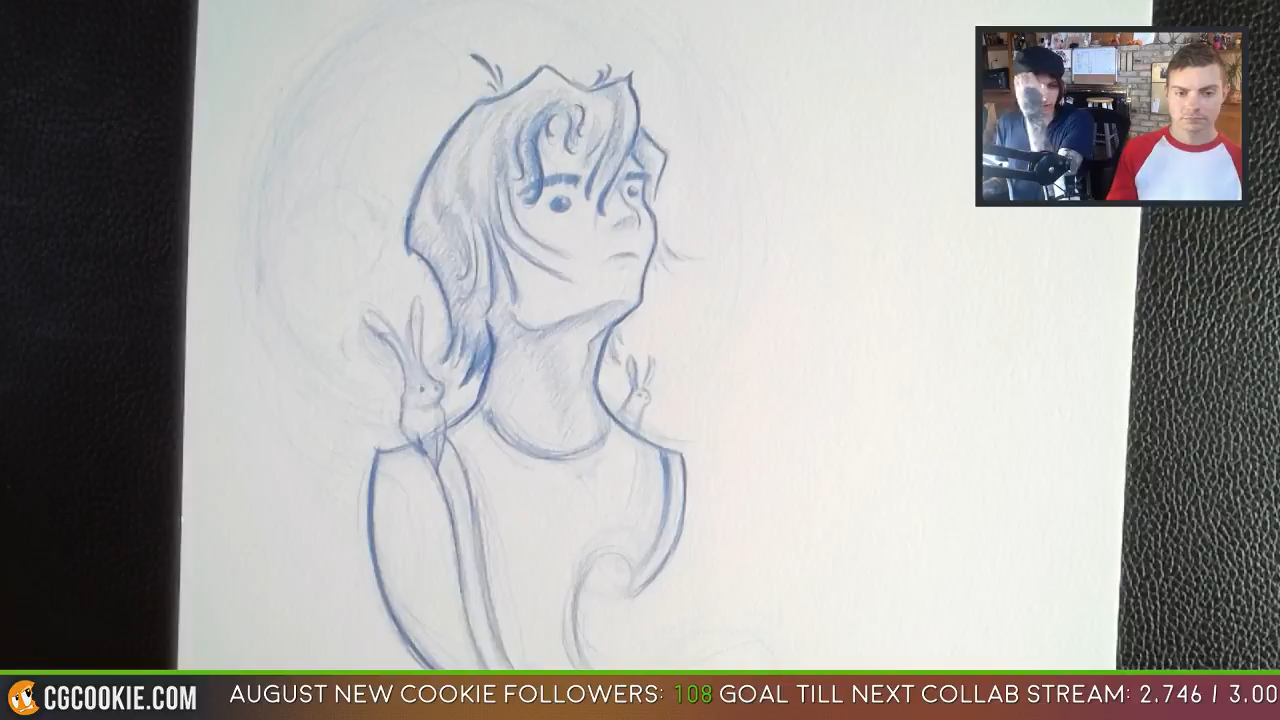 CGCOOKIE.COM AUGUST NEW COOKIE FOLLOWERS: 108 GOAL TILL NEXT COLLAB STREAM: 2.746 / 3.00